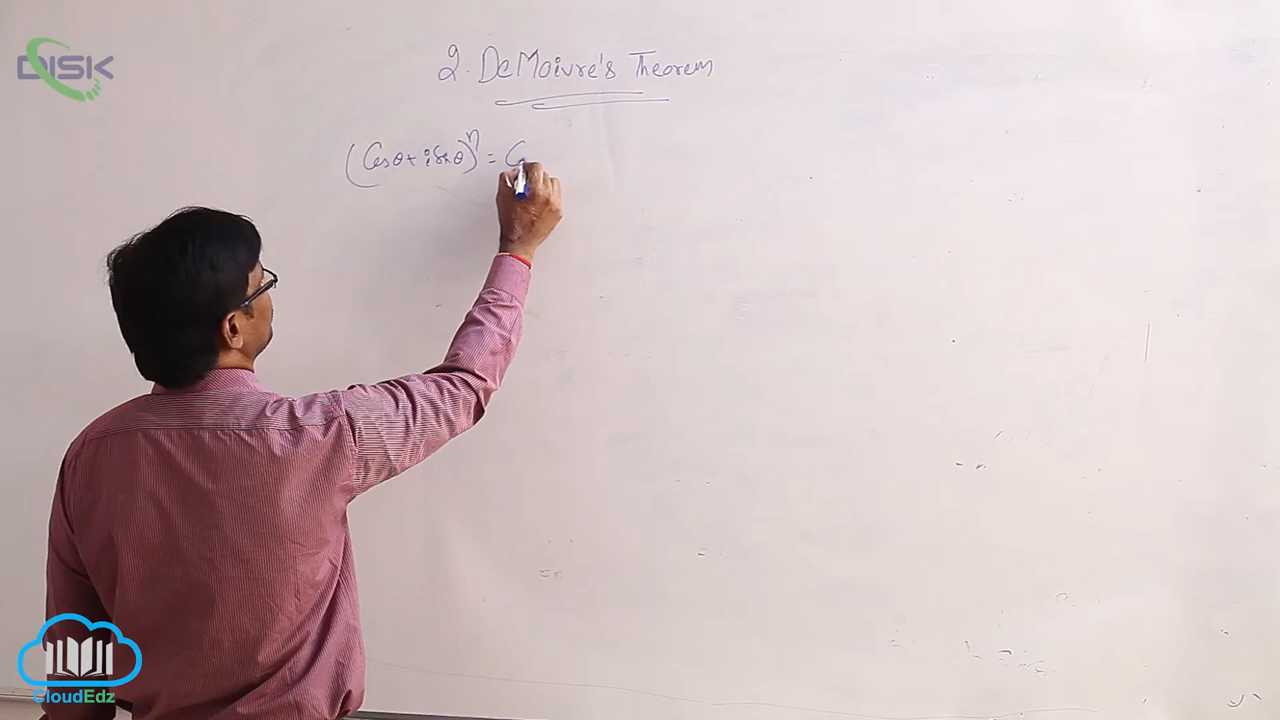 DISK
2. DeMoivre's Theorem
(Cosθ + i Sinθ)^n = C
CloudEdz